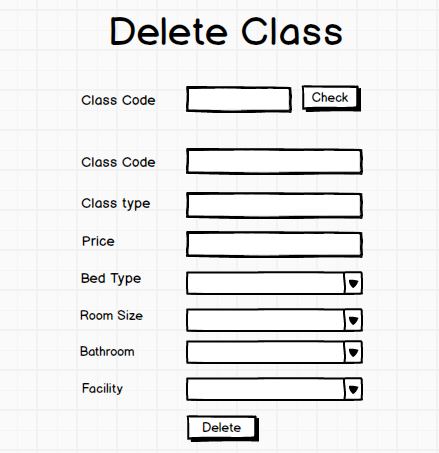 Delete Class
Class Code Check
Class Code
Class type
Price
Bed Type
Room Size
Bathroom
Facility
Delete